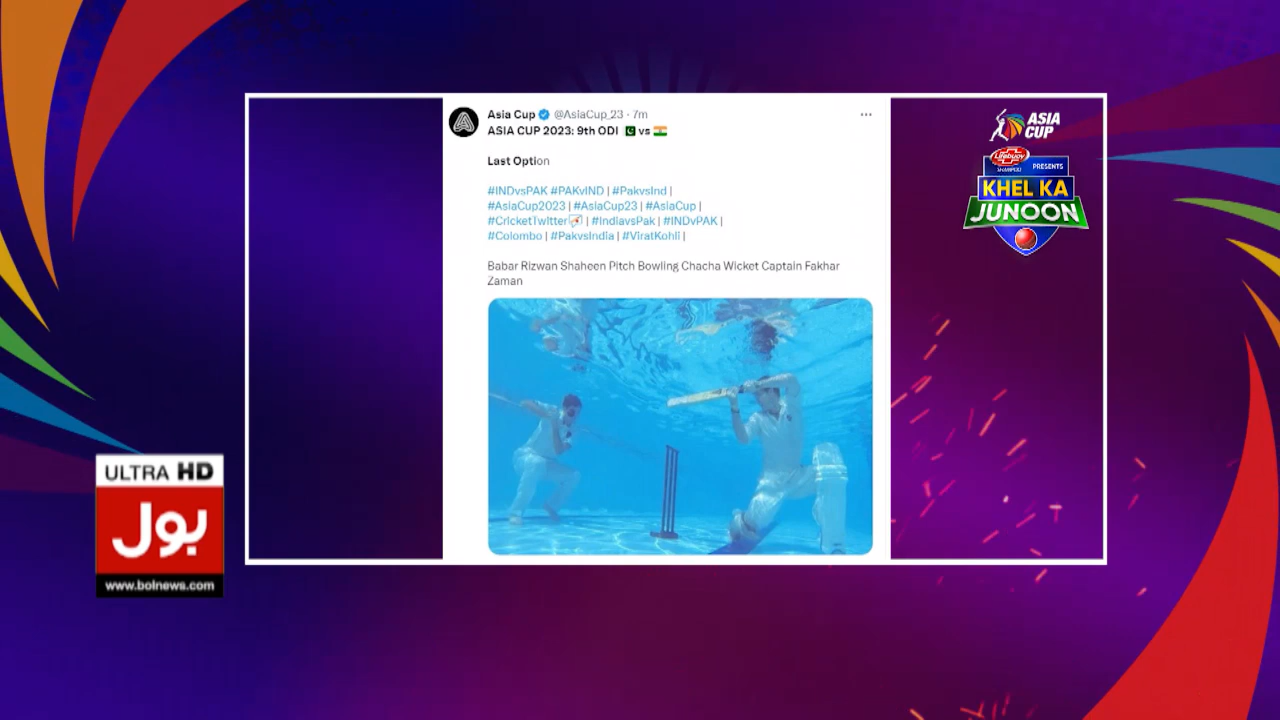 Asia Cup @AsiaCup_23 · 7m
ASIA CUP 2023: 9th ODI 🇵🇰 vs 🇮🇳
Last Option
#INDvsPAK #PAKvIND | #PakvsInd |
#AsiaCup2023 | #AsiaCup23 | #AsiaCup |
#CricketTwitter | #IndiavsPak | #INDvPAK |
#Colombo | #PakvsIndia | #ViratKohli |
Babar Rizwan Shaheen Pitch Bowling Chacha Wicket Captain Fakhar
Zaman
ASIA
CUP
Lifebuoy
SHAMPOO
PRESENTS
KHEL KA
JUNOON
ULTRA HD
بول
www.bolnews.com